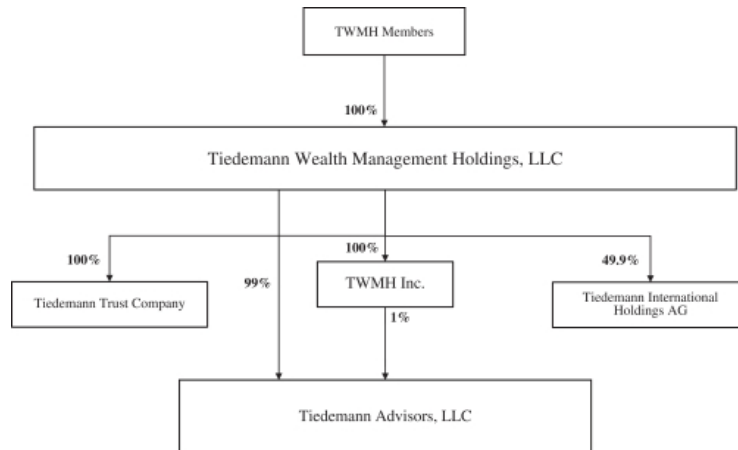 TWMH Members
100%
Tiedemann Wealth Management Holdings, LLC
100%
100%
49.9%
99%
Tiedemann Trust Company
TWMH Inc.
Tiedemann International
Holdings AG
1%
Tiedemann Advisors, LLC